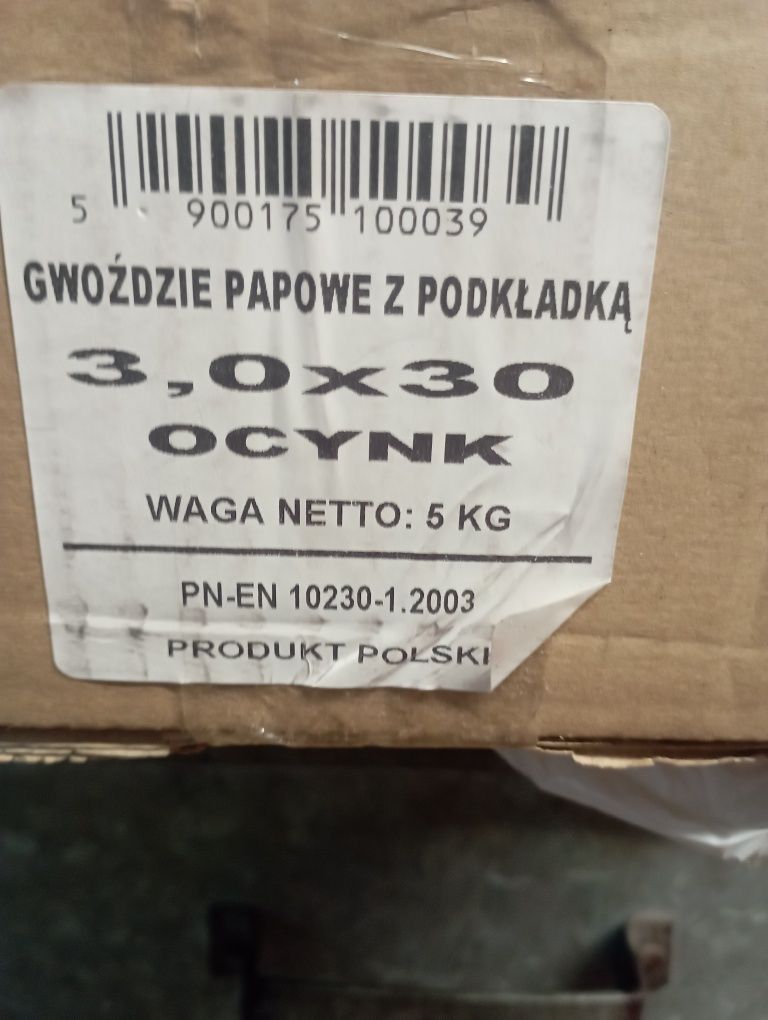 5 900175 100039
GWOŹDZIE PAPOWE Z PODKŁADKĄ
3,0x30
OCYNK
WAGA NETTO: 5 KG
PN-EN 10230-1.2003
PRODUKT POLSKI